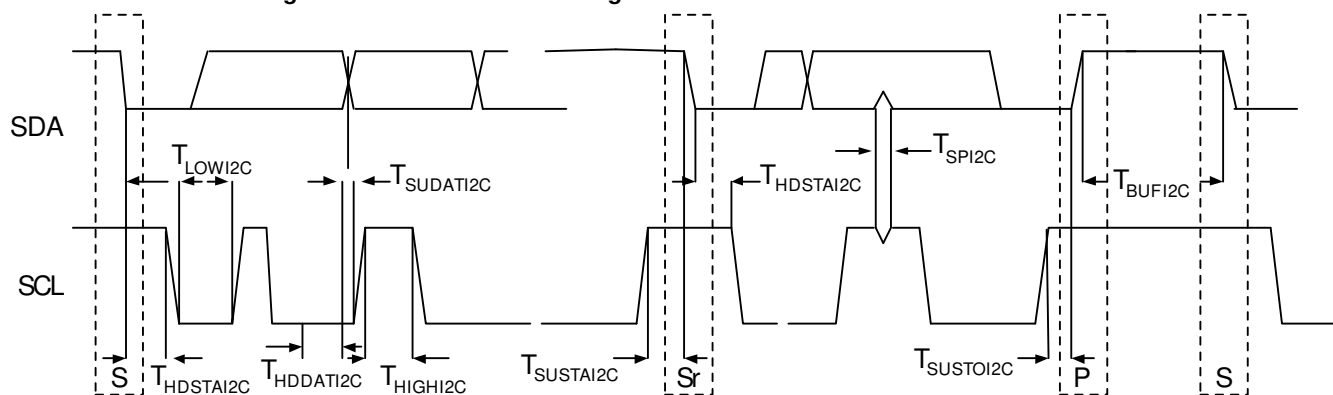 SDA
T_LOWI2C
T_SUDATI2C
T_HDSTAI2C
T_SPI2C
T_BUFI2C
SCL
S
T_HDSTAI2C
T_HDDATI2C
T_HIGHI2C
T_SUSTAI2C
Sr
T_SUSTOI2C
P
S